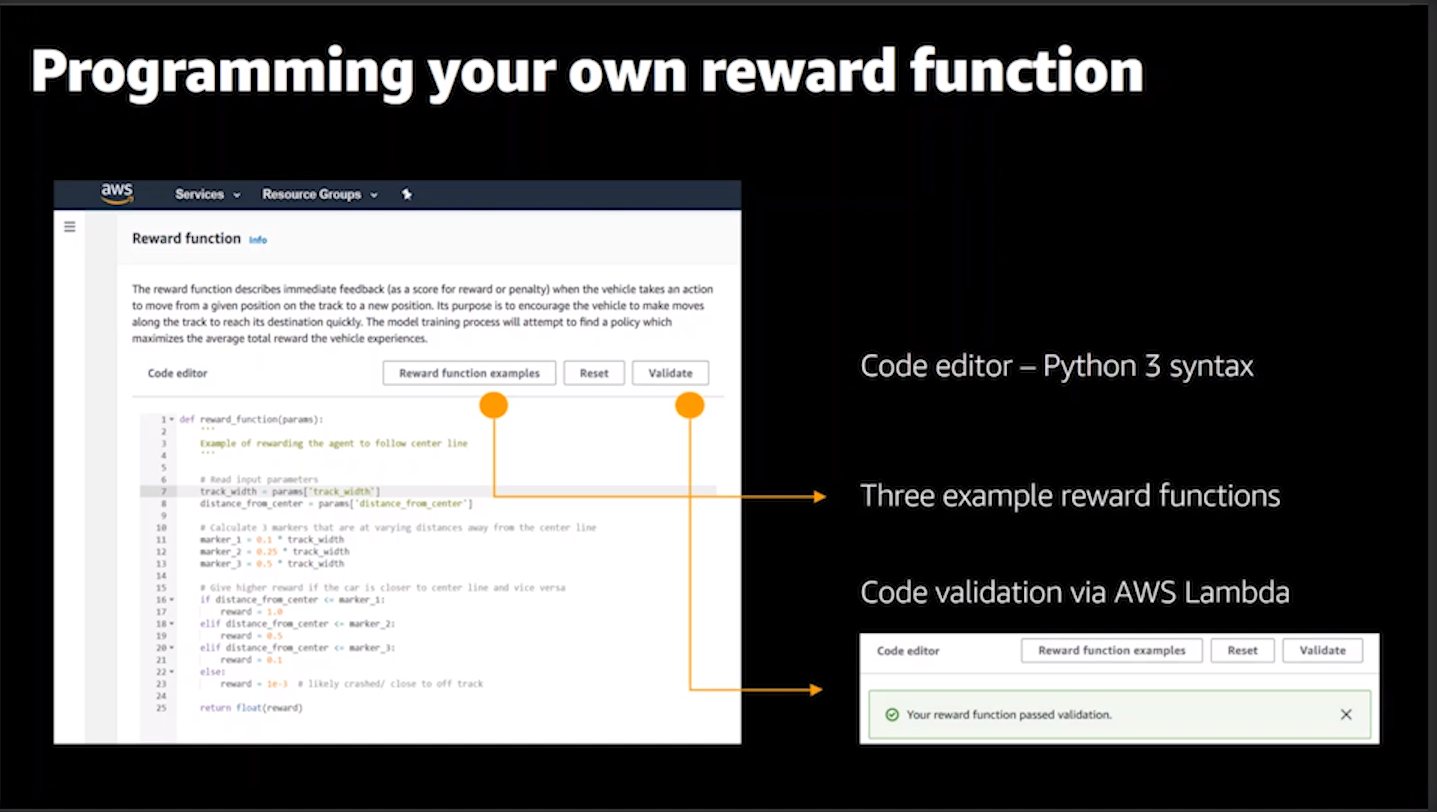 Programming your own reward function
aws Services Resource Groups
Reward function Info
The reward function describes immediate feedback (as a score for reward or penalty) when the vehicle takes an action
to move from a given position on the track to a new position. Its purpose is to encourage the vehicle to make moves
along the track to reach its destination quickly. The model training process will attempt to find a policy which
maximizes the average total reward the vehicle experiences.
Code editor Reward function examples Reset Validate
1 def reward_function(params):
2 '''
3 Example of rewarding the agent to follow center line
4 '''
5
6 # Read input parameters
7 track_width = params['track_width']
8 distance_from_center = params['distance_from_center']
9
10 # Calculate 3 markers that are at varying distances away from the center line
11 marker_1 = 0.1 * track_width
12 marker_2 = 0.25 * track_width
13 marker_3 = 0.5 * track_width
14
15 # Give higher reward if the car is closer to center line and vice versa
16 if distance_from_center <= marker_1:
17 reward = 1.0
18 elif distance_from_center <= marker_2:
19 reward = 0.5
20 elif distance_from_center <= marker_3:
21 reward = 0.1
22 else:
23 reward = 1e-3 # likely crashed/ close to off track
24
25 return float(reward)
Code editor – Python 3 syntax
Three example reward functions
Code validation via AWS Lambda
Code editor Reward function examples Reset Validate
Your reward function passed validation.